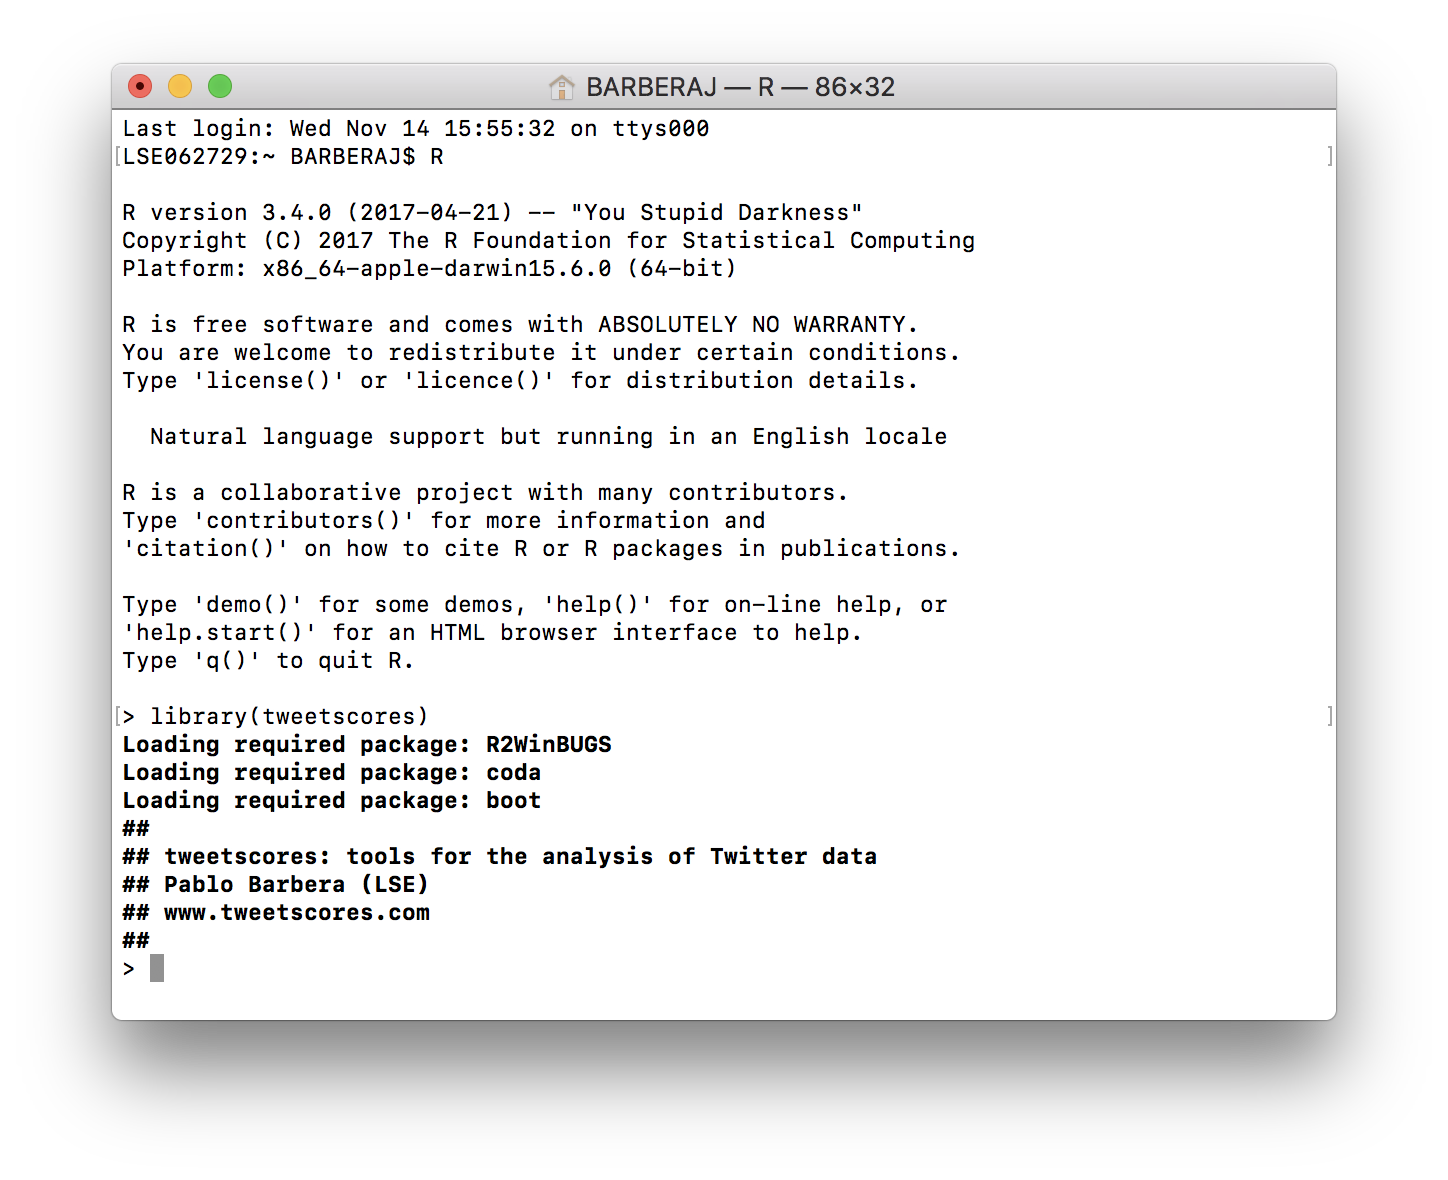 BARBERAJ — R — 86×32
Last login: Wed Nov 14 15:55:32 on ttys000
[LSE062729:~ BARBERAJ$ R ]
R version 3.4.0 (2017-04-21) -- "You Stupid Darkness"
Copyright (C) 2017 The R Foundation for Statistical Computing
Platform: x86_64-apple-darwin15.6.0 (64-bit)
R is free software and comes with ABSOLUTELY NO WARRANTY.
You are welcome to redistribute it under certain conditions.
Type 'license()' or 'licence()' for distribution details.
Natural language support but running in an English locale
R is a collaborative project with many contributors.
Type 'contributors()' for more information and
'citation()' on how to cite R or R packages in publications.
Type 'demo()' for some demos, 'help()' for on-line help, or
'help.start()' for an HTML browser interface to help.
Type 'q()' to quit R.
[> library(tweetscores) ]
Loading required package: R2WinBUGS
Loading required package: coda
Loading required package: boot
##
## tweetscores: tools for the analysis of Twitter data
## Pablo Barbera (LSE)
## www.tweetscores.com
##
>